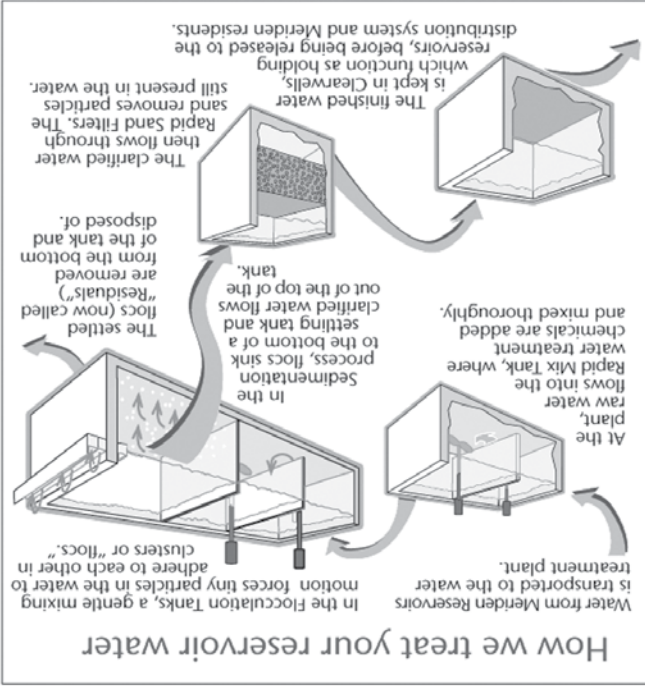 How we treat your reservoir water
Water from Meriden Reservoirs
is transported to the water
treatment plant.
In the Flocculation Tanks, a gentle mixing
motion forces tiny particles in the water to
adhere to each other in
clusters or "flocs."
At the
plant,
raw water
flows into the
Rapid Mix Tank, where
water treatment
chemicals are added
and mixed thoroughly.
In the
Sedimentation
process, flocs sink
to the bottom of a
settling tank and
clarified water flows
out of the top of the
tank.
The settled
flocs (now called
"Residuals")
are removed
from the bottom
of the tank and
disposed of.
The clarified water
then flows through
Rapid Sand Filters. The
sand removes particles
still present in the water.
The finished water
is kept in Clearwells,
which function as holding
reservoirs, before being released to the
distribution system and Meriden residents.